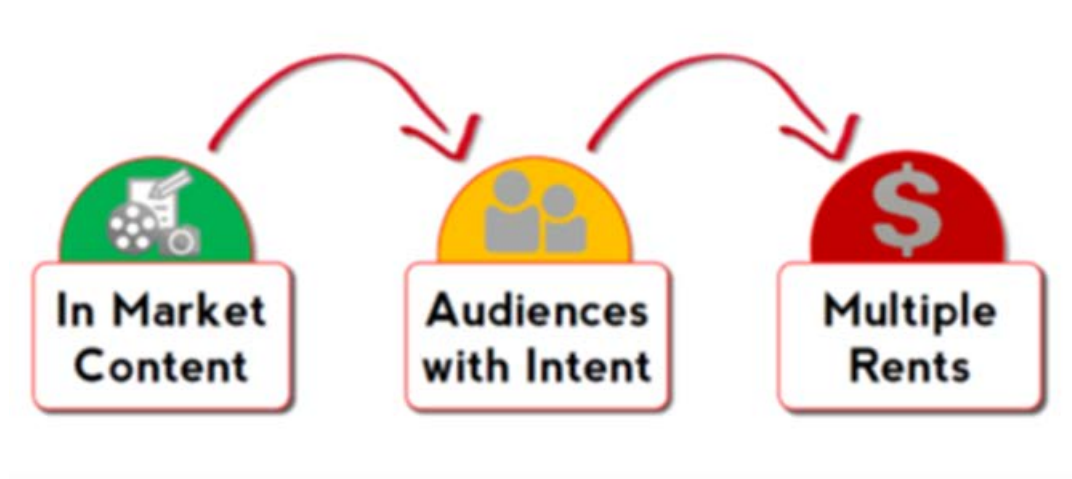 In Market
Content
Audiences
with Intent
Multiple
Rents
$